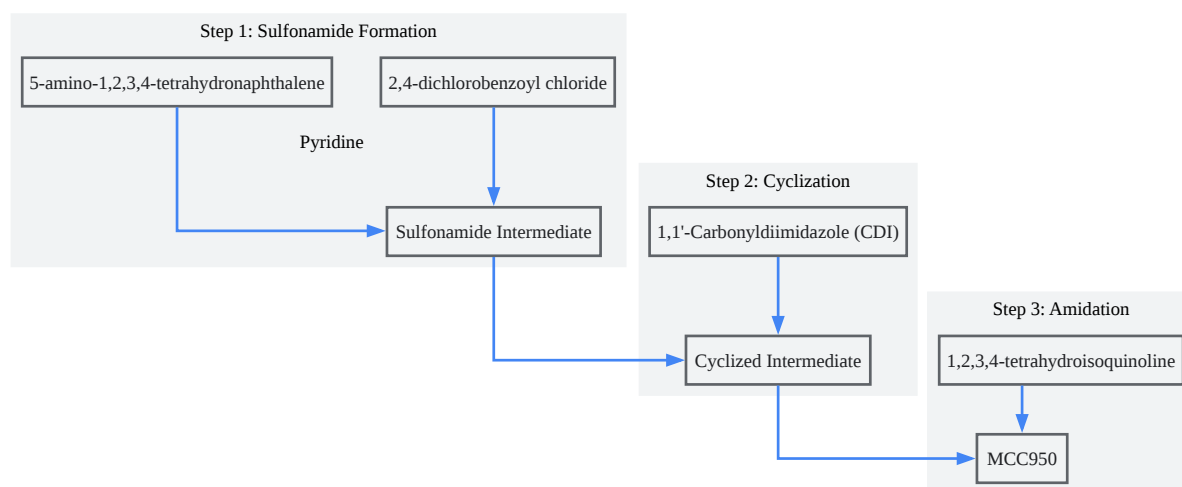 Step 1: Sulfonamide Formation
5-amino-1,2,3,4-tetrahydronaphthalene
2,4-dichlorobenzoyl chloride
Pyridine
Sulfonamide Intermediate
Step 2: Cyclization
1,1'-Carbonyldiimidazole (CDI)
Cyclized Intermediate
Step 3: Amidation
1,2,3,4-tetrahydroisoquinoline
MCC950